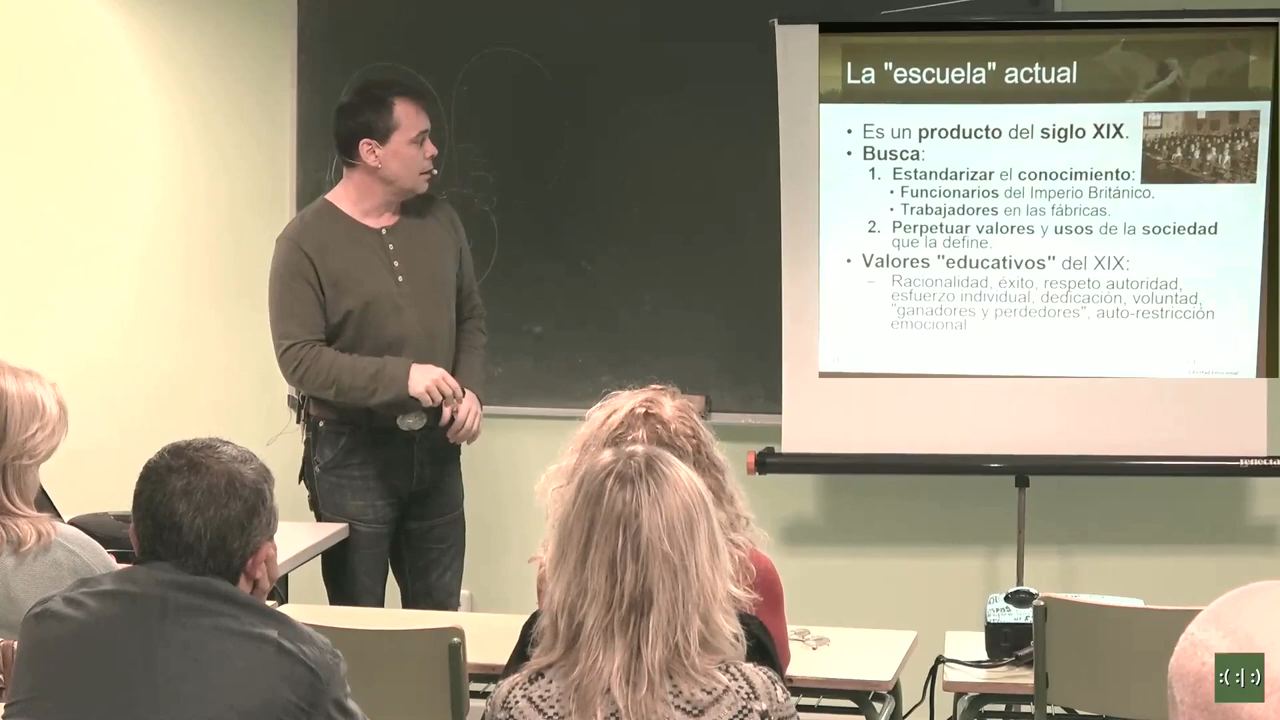 La "escuela" actual
• Es un producto del siglo XIX.
• Busca:
1. Estandarizar el conocimiento:
• Funcionarios del Imperio Británico.
• Trabajadores en las fábricas.
2. Perpetuar valores y usos de la sociedad
que la define.
• Valores "educativos" del XIX:
– Racionalidad, éxito, respeto autoridad,
esfuerzo individual, dedicación, voluntad,
"ganadores y perdedores", auto-restricción
emocional
:( :| :)